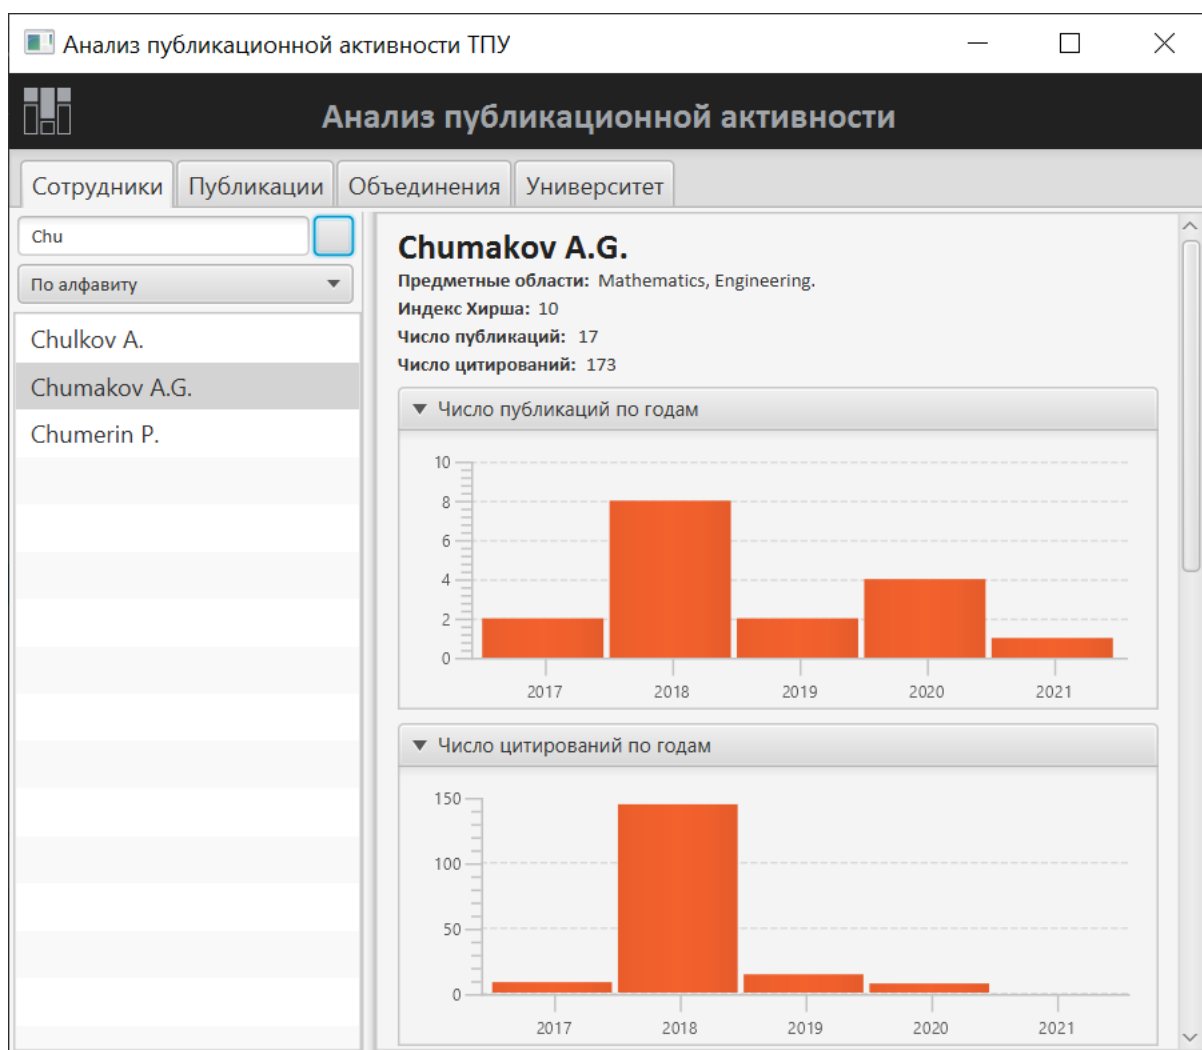 Анализ публикационной активности ТПУ
Анализ публикационной активности
Сотрудники Публикации Объединения Университет
Chu
По алфавиту
Chulkov A.
Chumakov A.G.
Chumerin P.
Chumakov A.G.
Предметные области: Mathematics, Engineering.
Индекс Хирша: 10
Число публикаций: 17
Число цитирований: 173
Число публикаций по годам
10
8
6
4
2
0
2017 2018 2019 2020 2021
Число цитирований по годам
150
100
50
0
2017 2018 2019 2020 2021